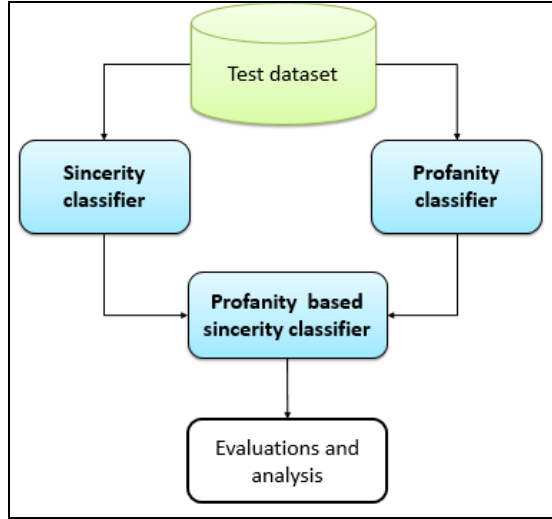 Test dataset
Sincerity
classifier
Profanity
classifier
Profanity based
sincerity classifier
Evaluations and
analysis